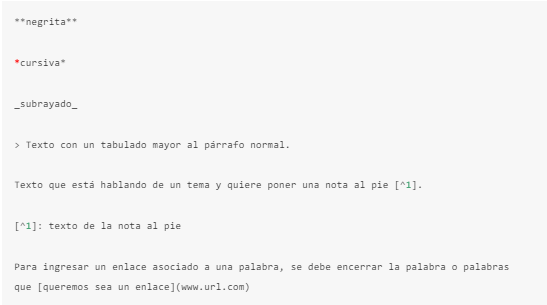 **negrita**
*cursiva*
_subrayado_
> Texto con un tabulado mayor al párrafo normal.
Texto que está hablando de un tema y quiere poner una nota al pie [^1].
[^1]: texto de la nota al pie
Para ingresar un enlace asociado a una palabra, se debe encerrar la palabra o palabras
que [queremos sea un enlace](www.url.com)